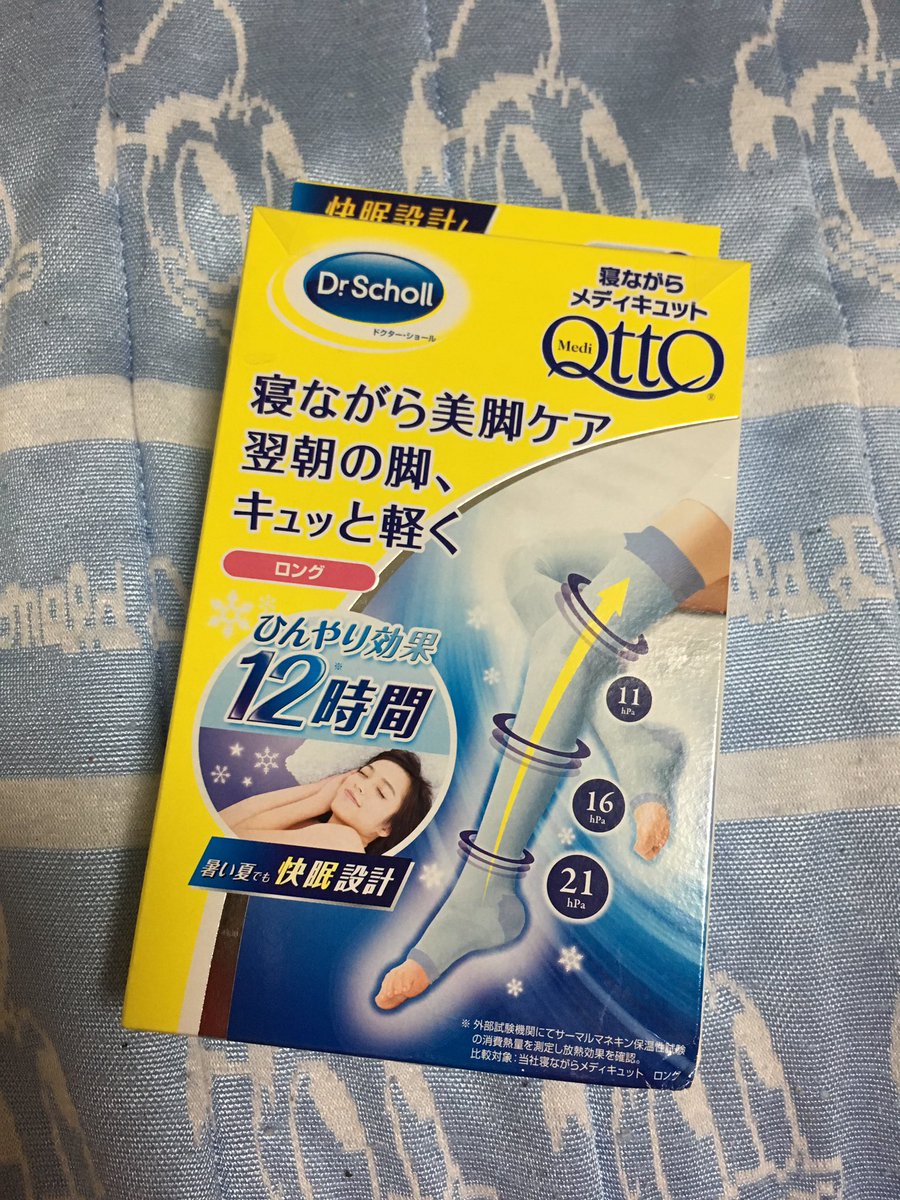 快眠設計!
Dr.Scholl
ドクター・ショール
寝ながら
メディキュット
Medi QttO
®
寝ながら美脚ケア
翌朝の脚、
キュッと軽く
ロング
ひんやり効果
12時間※
暑い夏でも 快眠設計
11
hPa
16
hPa
21
hPa
※ 外部試験機関にてサーマルマネキン保温性試験
の消費熱量を測定し放熱効果を確認。
比較対象:当社寝ながらメディキュット ロング